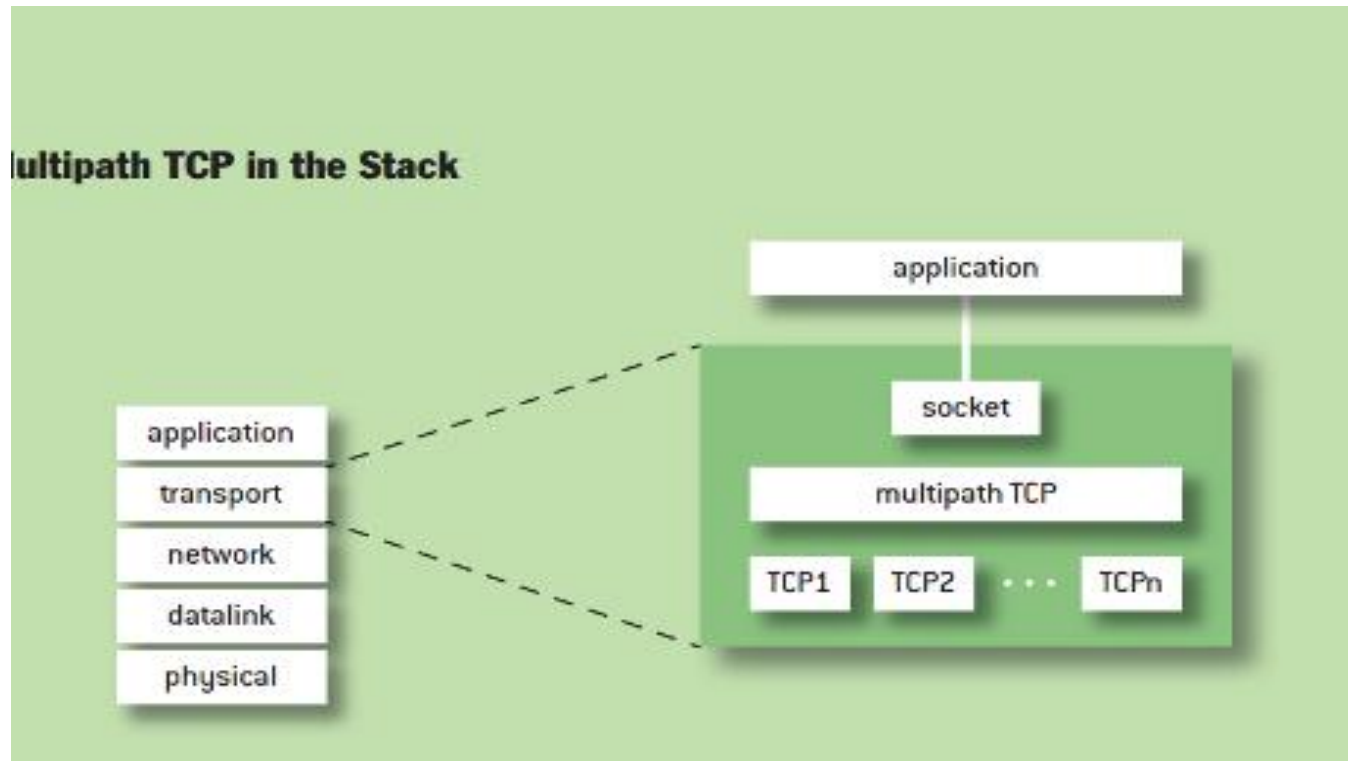 ultipath TCP in the Stack
application
transport
network
datalink
physical
application
socket
multipath TCP
TCP1 TCP2 ... TCPn